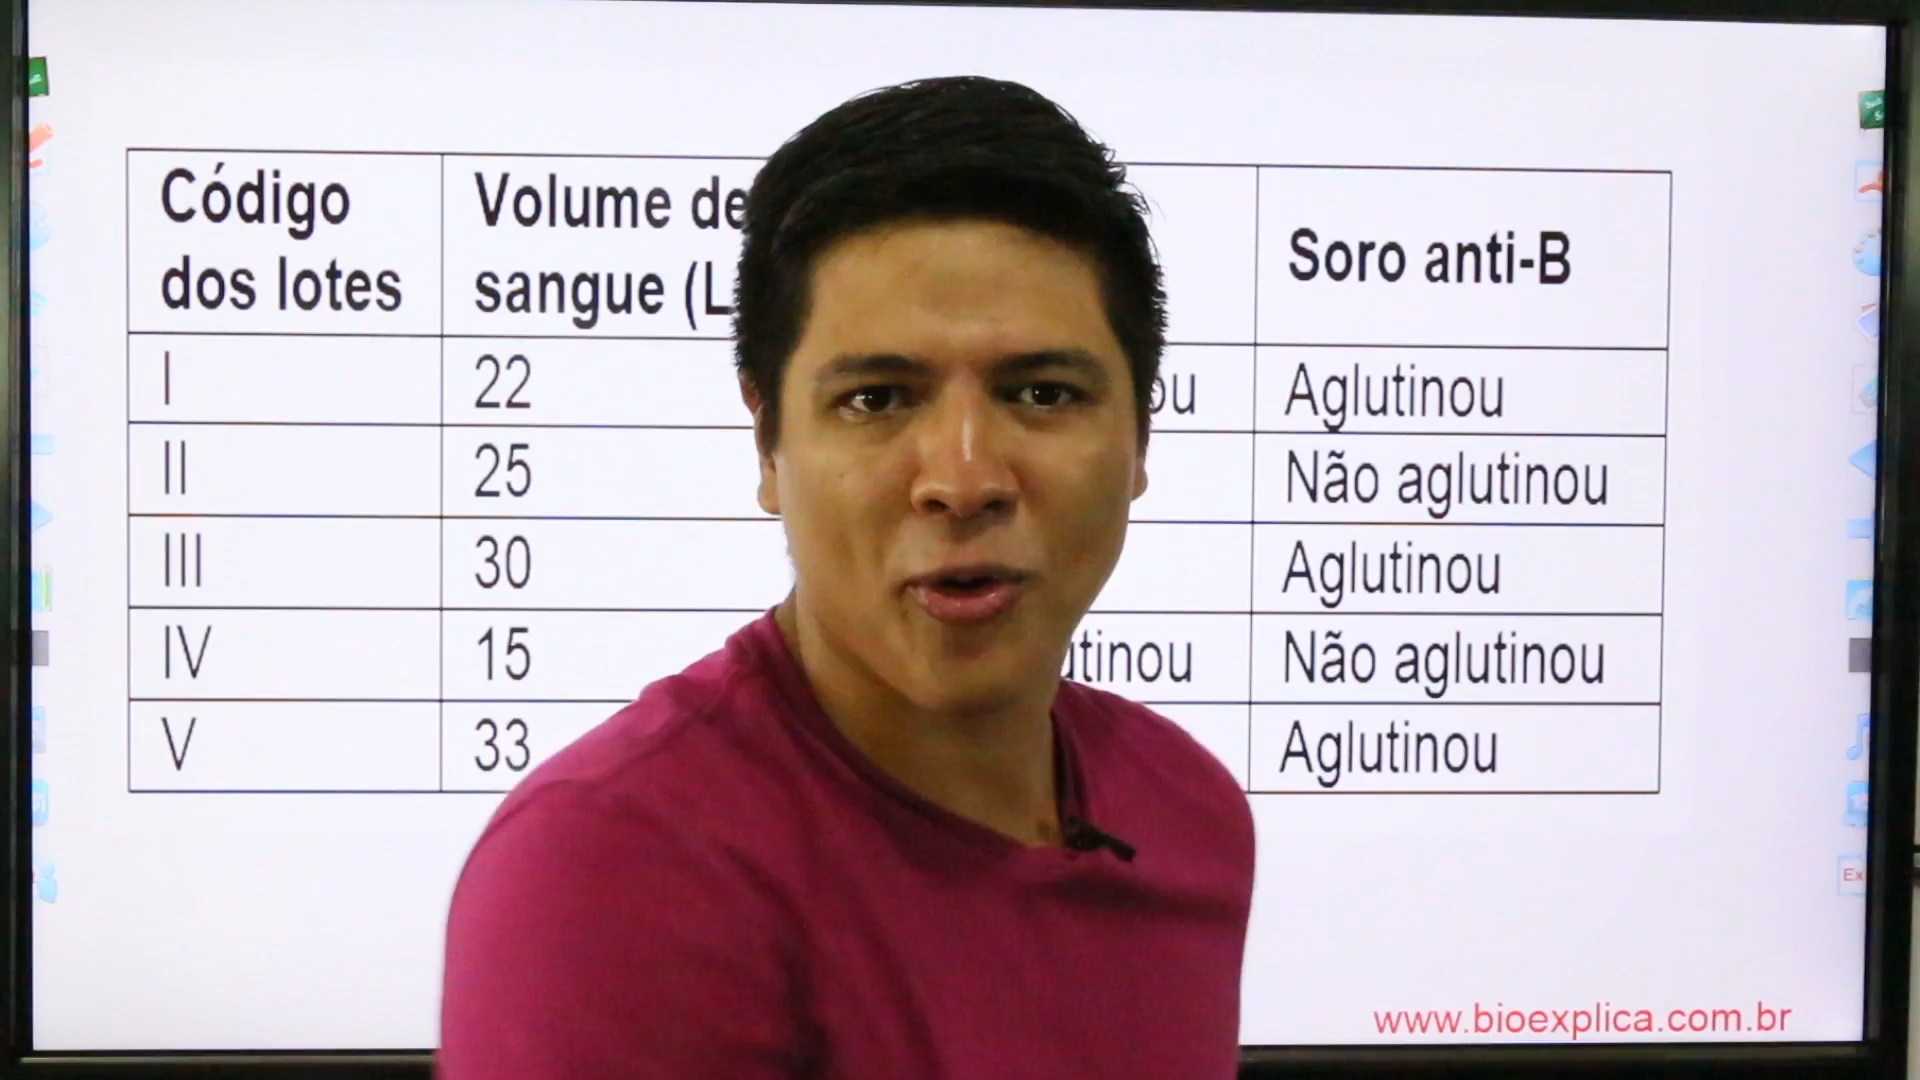 Código
dos lotes
Volume de
sangue (L
Soro anti-B
I
22
ou
Aglutinou
II
25
Não aglutinou
III
30
Aglutinou
IV
15
utinou
Não aglutinou
V
33
Aglutinou
Ex
www.bioexplica.com.br